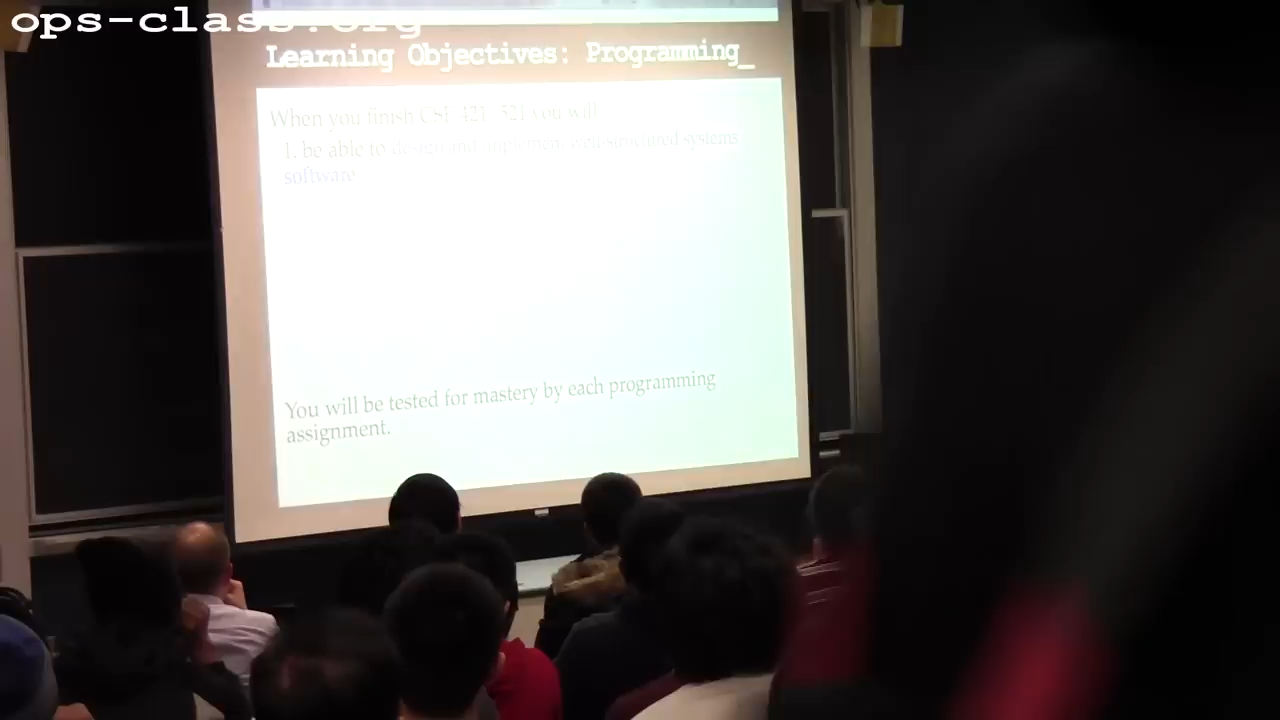 ops-class.org
Learning Objectives: Programming_
When you finish CSE 421/521 you will
1. be able to design and implement well-structured systems
software
You will be tested for mastery by each programming
assignment.